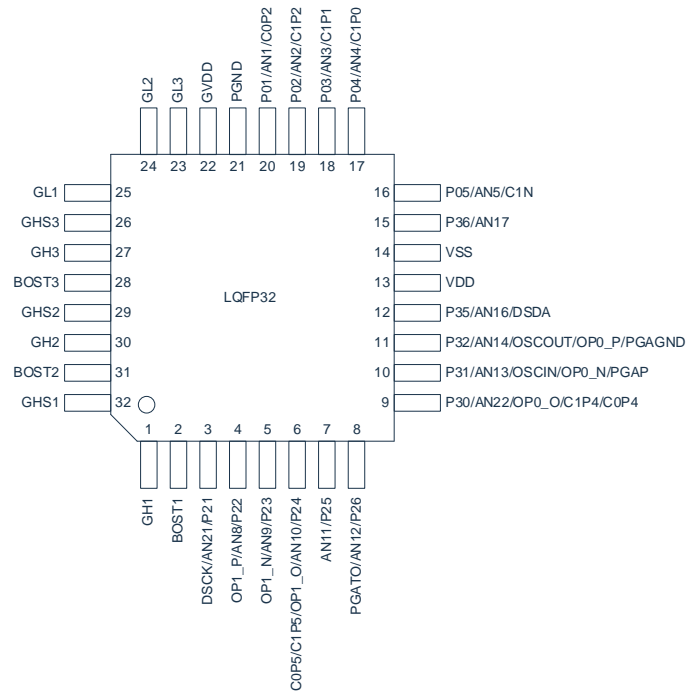 GL2
GL3
GVDD
PGND
P01/AN1/C0P2
P02/AN2/C1P2
P03/AN3/C1P1
P04/AN4/C1P0
24 23 22 21 20 19 18 17
GL1 25
GHS3 26
GH3 27
BOST3 28
GHS2 29
GH2 30
BOST2 31
GHS1 32
LQFP32
16 P05/AN5/C1N
15 P36/AN17
14 VSS
13 VDD
12 P35/AN16/DSDA
11 P32/AN14/OSCOUT/OP0_P/PGAGND
10 P31/AN13/OSCIN/OP0_N/PGAP
9 P30/AN22/OP0_O/C1P4/C0P4
1 2 3 4 5 6 7 8
GH1
BOST1
DSCK/AN21/P21
OP1_P/AN8/P22
OP1_N/AN9/P23
C0P5/C1P5/OP1_O/AN10/P24
AN11/P25
PGATO/AN12/P26